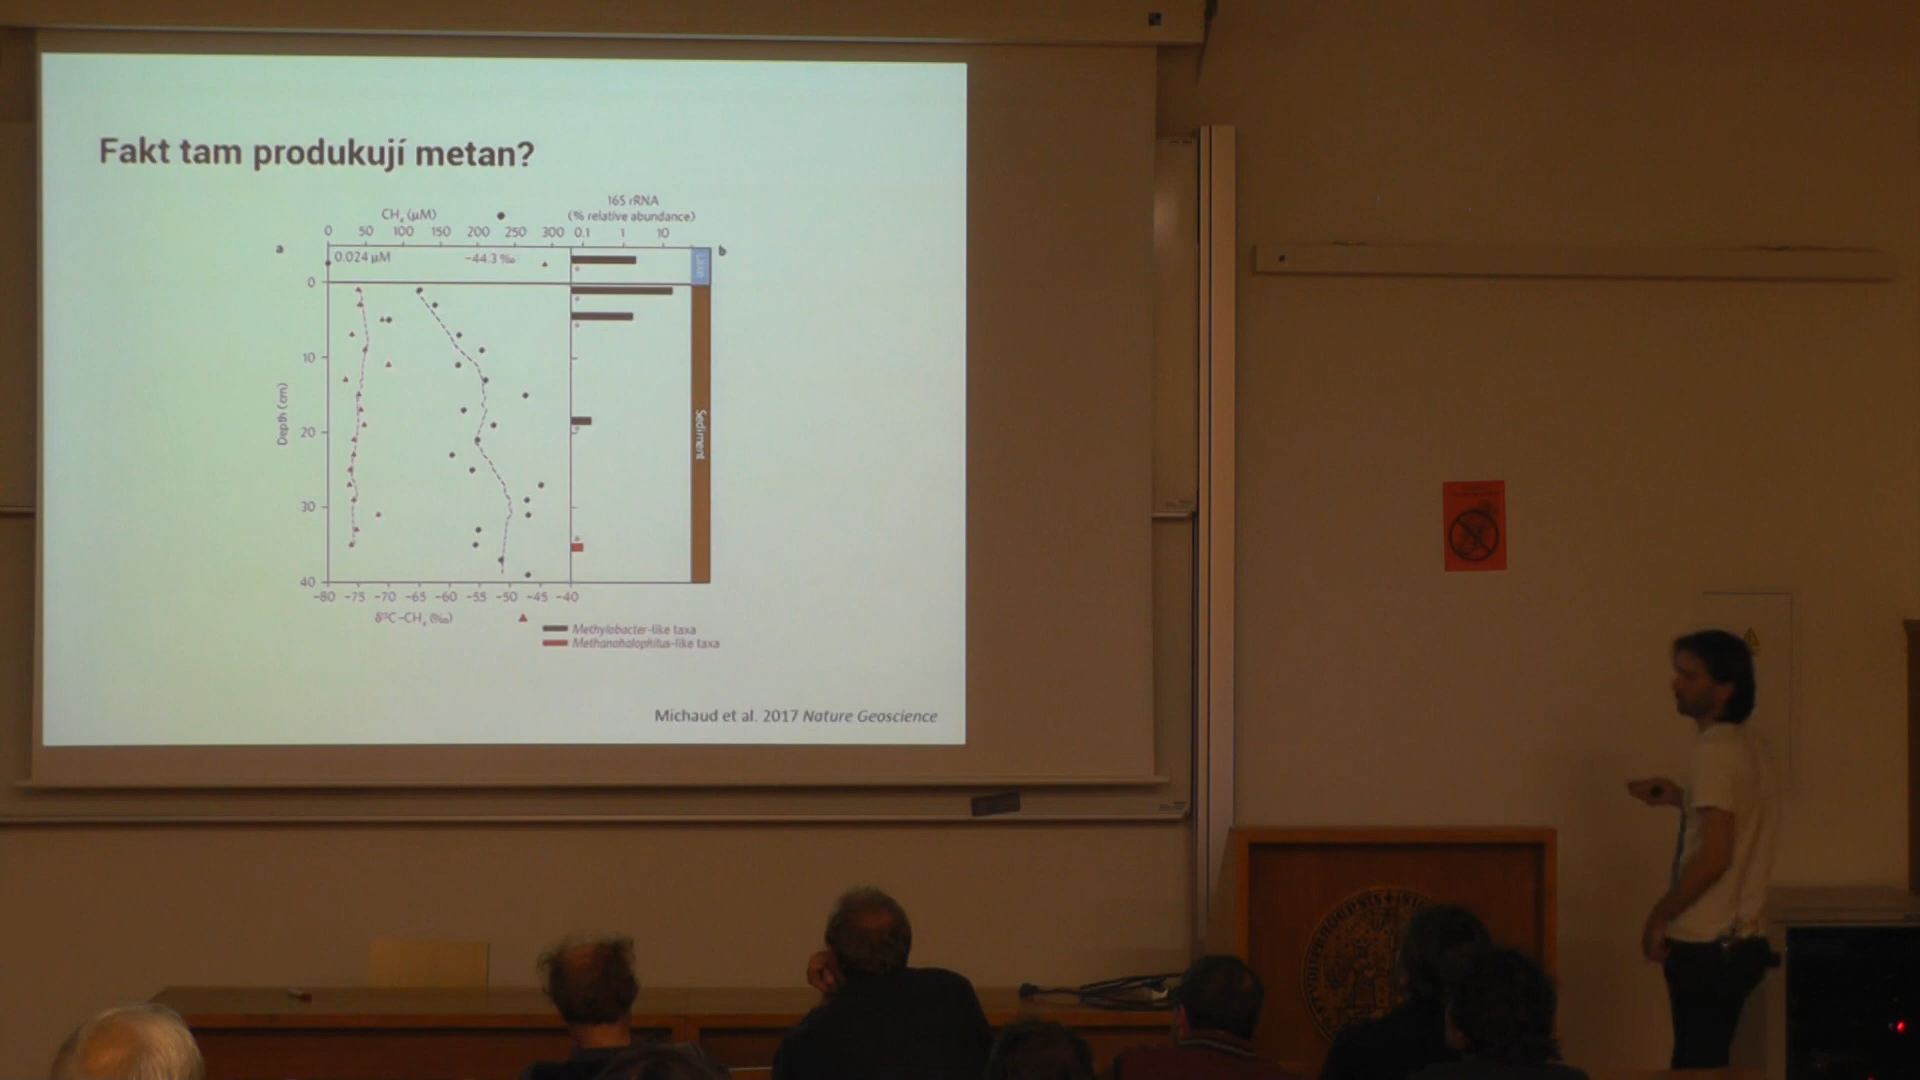 Fakt tam produkují metan?
16S rRNA
CH₄ (µM)
(% relative abundance)
0 50 100 150 200 250 300 0.1 1 10
a
b
0.024 µM
−44.3 ‰
Lake
0
10
20
30
40
Depth (cm)
Sediment
−80 −75 −70 −65 −60 −55 −50 −45 −40
δ¹³C–CH₄ (‰)
Methylobacter-like taxa
Methanohalophilus-like taxa
Michaud et al. 2017 Nature Geoscience